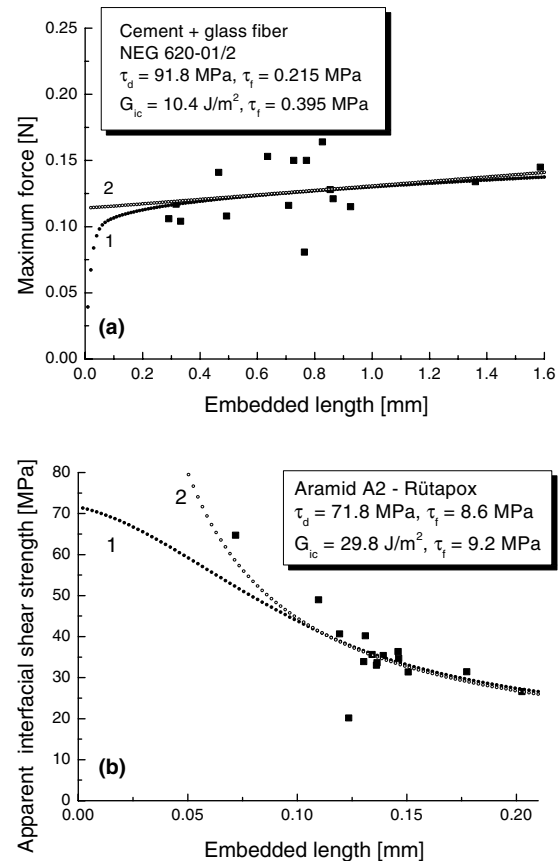 Cement + glass fiber
NEG 620-01/2
τd = 91.8 MPa, τf = 0.215 MPa
Gic = 10.4 J/m², τf = 0.395 MPa
0.25
0.20
0.15
0.10
0.05
0.00
Maximum force [N]
2
1
(a)
0.0 0.2 0.4 0.6 0.8 1.0 1.2 1.4 1.6
Embedded length [mm]
Aramid A2 - Rütapox
τd = 71.8 MPa, τf = 8.6 MPa
Gic = 29.8 J/m², τf = 9.2 MPa
80
70
60
50
40
30
20
10
0
Apparent interfacial shear strength [MPa]
2
1
(b)
0.00 0.05 0.10 0.15 0.20
Embedded length [mm]